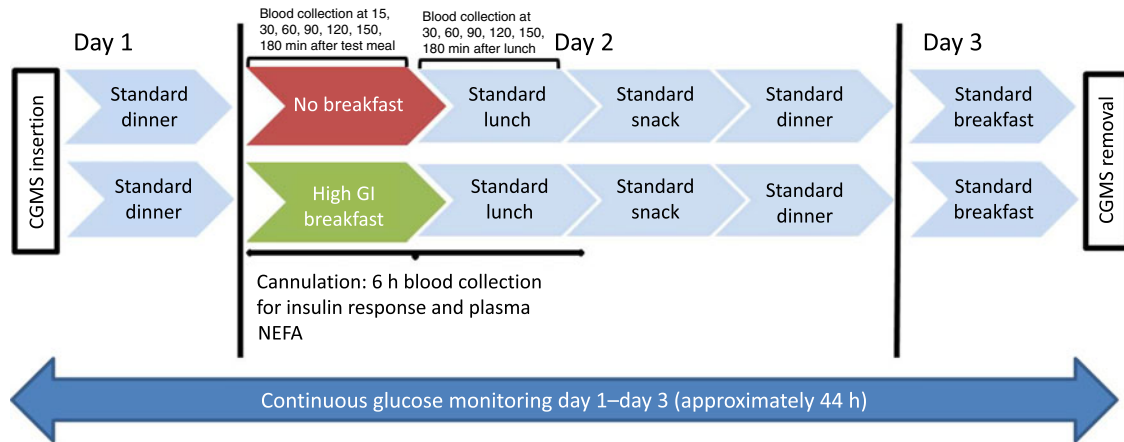 Day 1
Blood collection at 15,
30, 60, 90, 120, 150,
180 min after test meal
Blood collection at
30, 60, 90, 120, 150,
180 min after lunch
Day 2
Day 3
CGMS insertion
Standard
dinner
No breakfast
Standard
lunch
Standard
snack
Standard
dinner
Standard
breakfast
CGMS removal
Standard
dinner
High GI
breakfast
Standard
lunch
Standard
snack
Standard
dinner
Standard
breakfast
Cannulation: 6 h blood collection
for insulin response and plasma
NEFA
Continuous glucose monitoring day 1–day 3 (approximately 44 h)